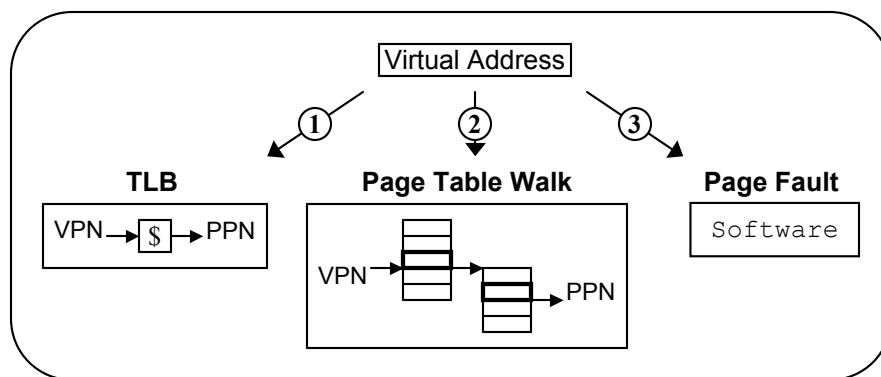 Virtual Address
1 2 3
TLB Page Table Walk Page Fault
VPN $ PPN
VPN PPN
Software